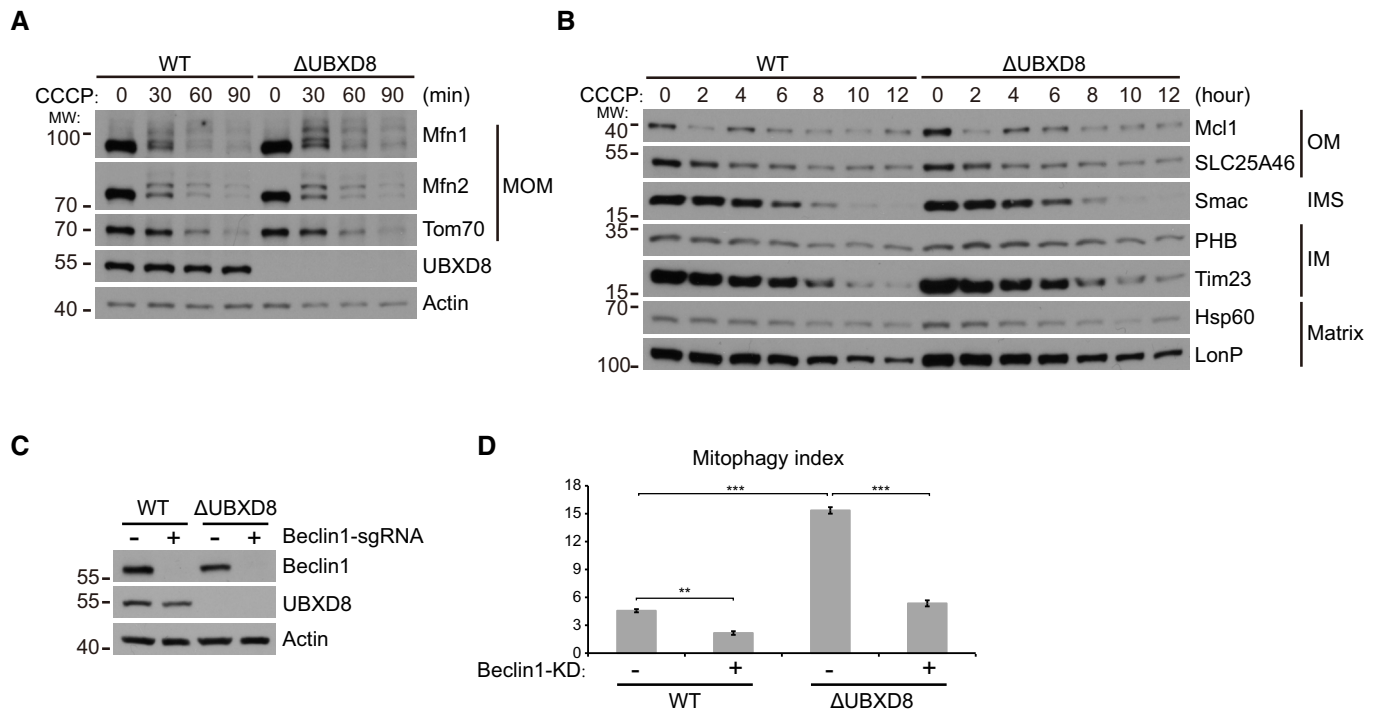 A
WT ΔUBXD8
CCCP: 0 30 60 90 0 30 60 90 (min)
MW:
100 Mfn1
Mfn2
70
MOM
70 Tom70
55 UBXD8
40 Actin
B
WT ΔUBXD8
CCCP: 0 2 4 6 8 10 12 0 2 4 6 8 10 12 (hour)
MW:
40 Mcl1
OM
55
SLC25A46
Smac IMS
15
35
PHB
IM
Tim23
15
70
Hsp60
Matrix
LonP
100
C
WT ΔUBXD8
- + - + Beclin1-sgRNA
Beclin1
55
55 UBXD8
Actin
40
D
Mitophagy index
18
15
12
9
6
3
0
*** ***
**
Beclin1-KD: - + - +
WT ΔUBXD8